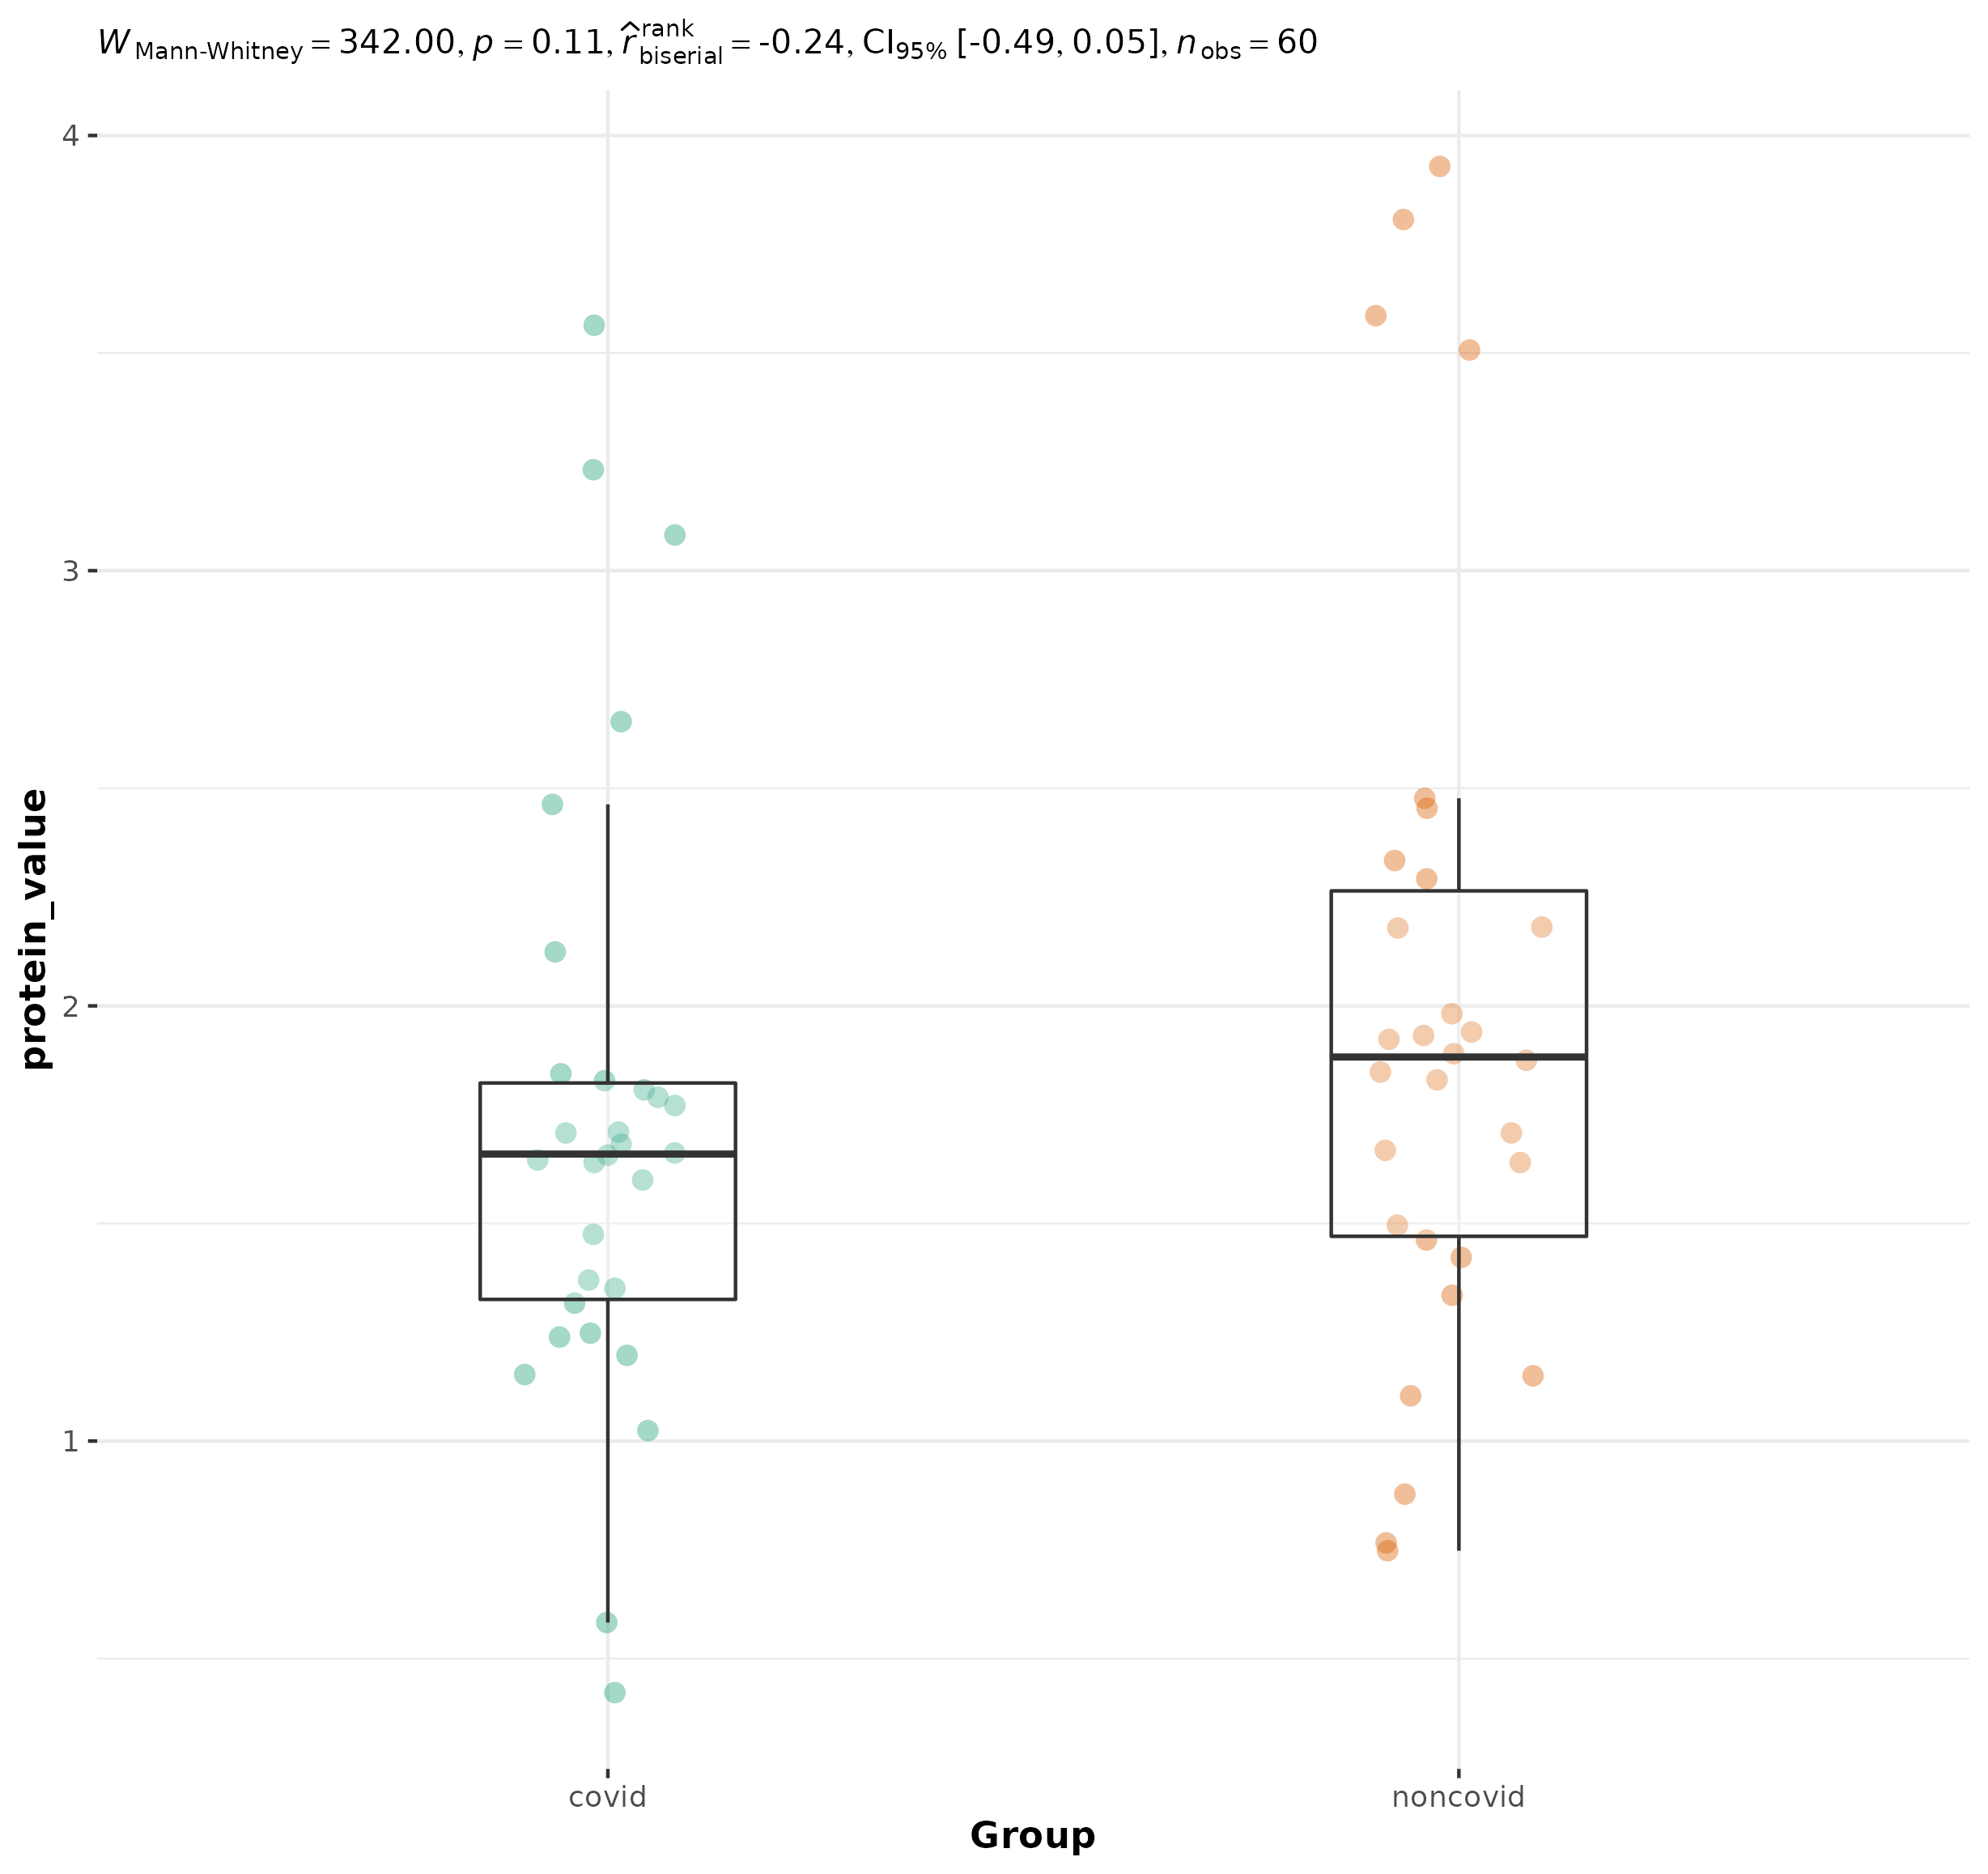 W Mann-Whitney = 342.00, p = 0.11, r̂ rank biserial = -0.24, CI95% [-0.49, 0.05], n obs = 60
4
3
2
1
protein_value
covid
noncovid
Group